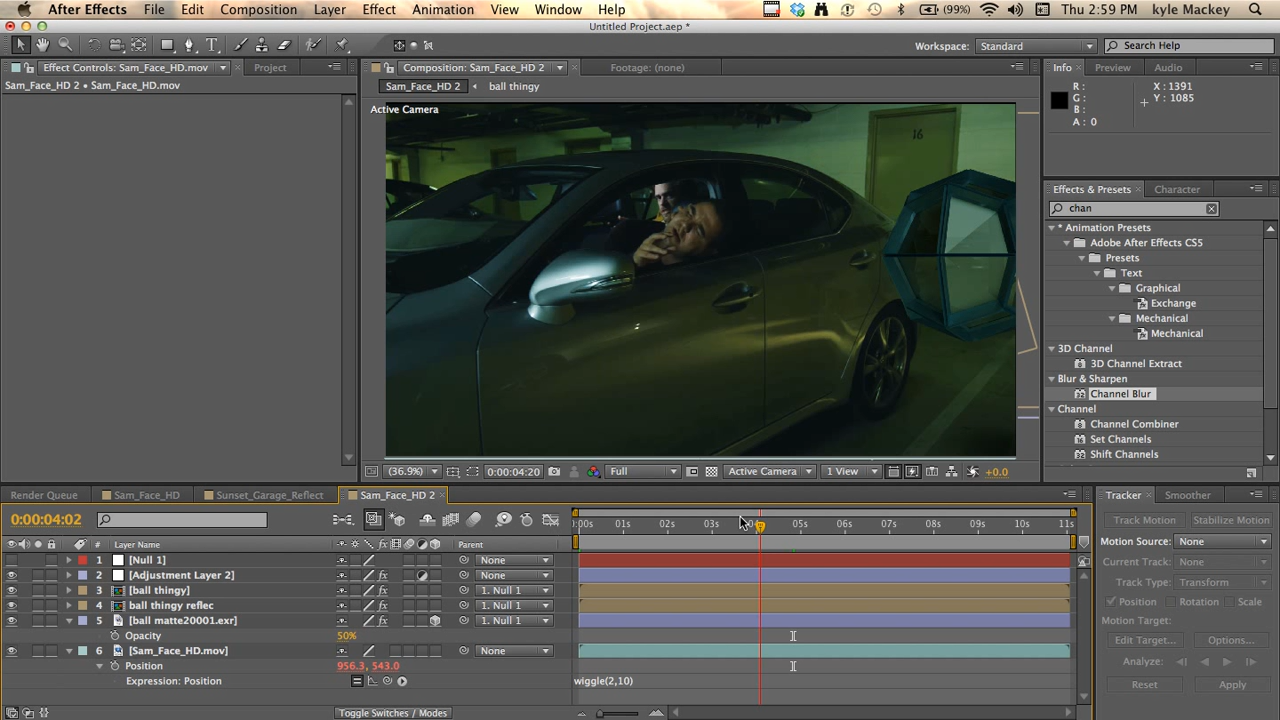 After Effects File Edit Composition Layer Effect Animation View Window Help (99%) Thu 2:59 PM kyle Mackey
Untitled Project.aep *
Workspace: Standard Search Help
Effect Controls: Sam_Face_HD.mov Project
Sam_Face_HD 2 • Sam_Face_HD.mov
Composition: Sam_Face_HD 2 Footage: (none)
Sam_Face_HD 2 ball thingy
Active Camera
16
(36.9%) 0:00:04:20 Full Active Camera 1 View +0.0
Info Preview Audio
R : X : 1391
G : Y : 1085
B :
A : 0
Effects & Presets Character
chan
* Animation Presets
Adobe After Effects CS5
Presets
Text
Graphical
Exchange
Mechanical
Mechanical
3D Channel
3D Channel Extract
Blur & Sharpen
Channel Blur
Channel
Channel Combiner
Set Channels
Shift Channels
Render Queue Sam_Face_HD Sunset_Garage_Reflect Sam_Face_HD 2
0:00:04:02
:00s 01s 02s 03s 04s 05s 06s 07s 08s 09s 10s 11s
# Layer Name Parent
1 [Null 1] None
2 [Adjustment Layer 2] fx None
3 [ball thingy] fx 1. Null 1
4 ball thingy reflec fx 1. Null 1
5 [ball matte20001.exr] fx 1. Null 1
Opacity 50%
6 [Sam_Face_HD.mov] None
Position 956.3, 543.0
Expression: Position wiggle(2,10)
Toggle Switches / Modes
Tracker Smoother
Track Motion Stabilize Motion
Motion Source: None
Current Track: None
Track Type: Transform
Position Rotation Scale
Motion Target:
Edit Target... Options...
Analyze:
Reset Apply